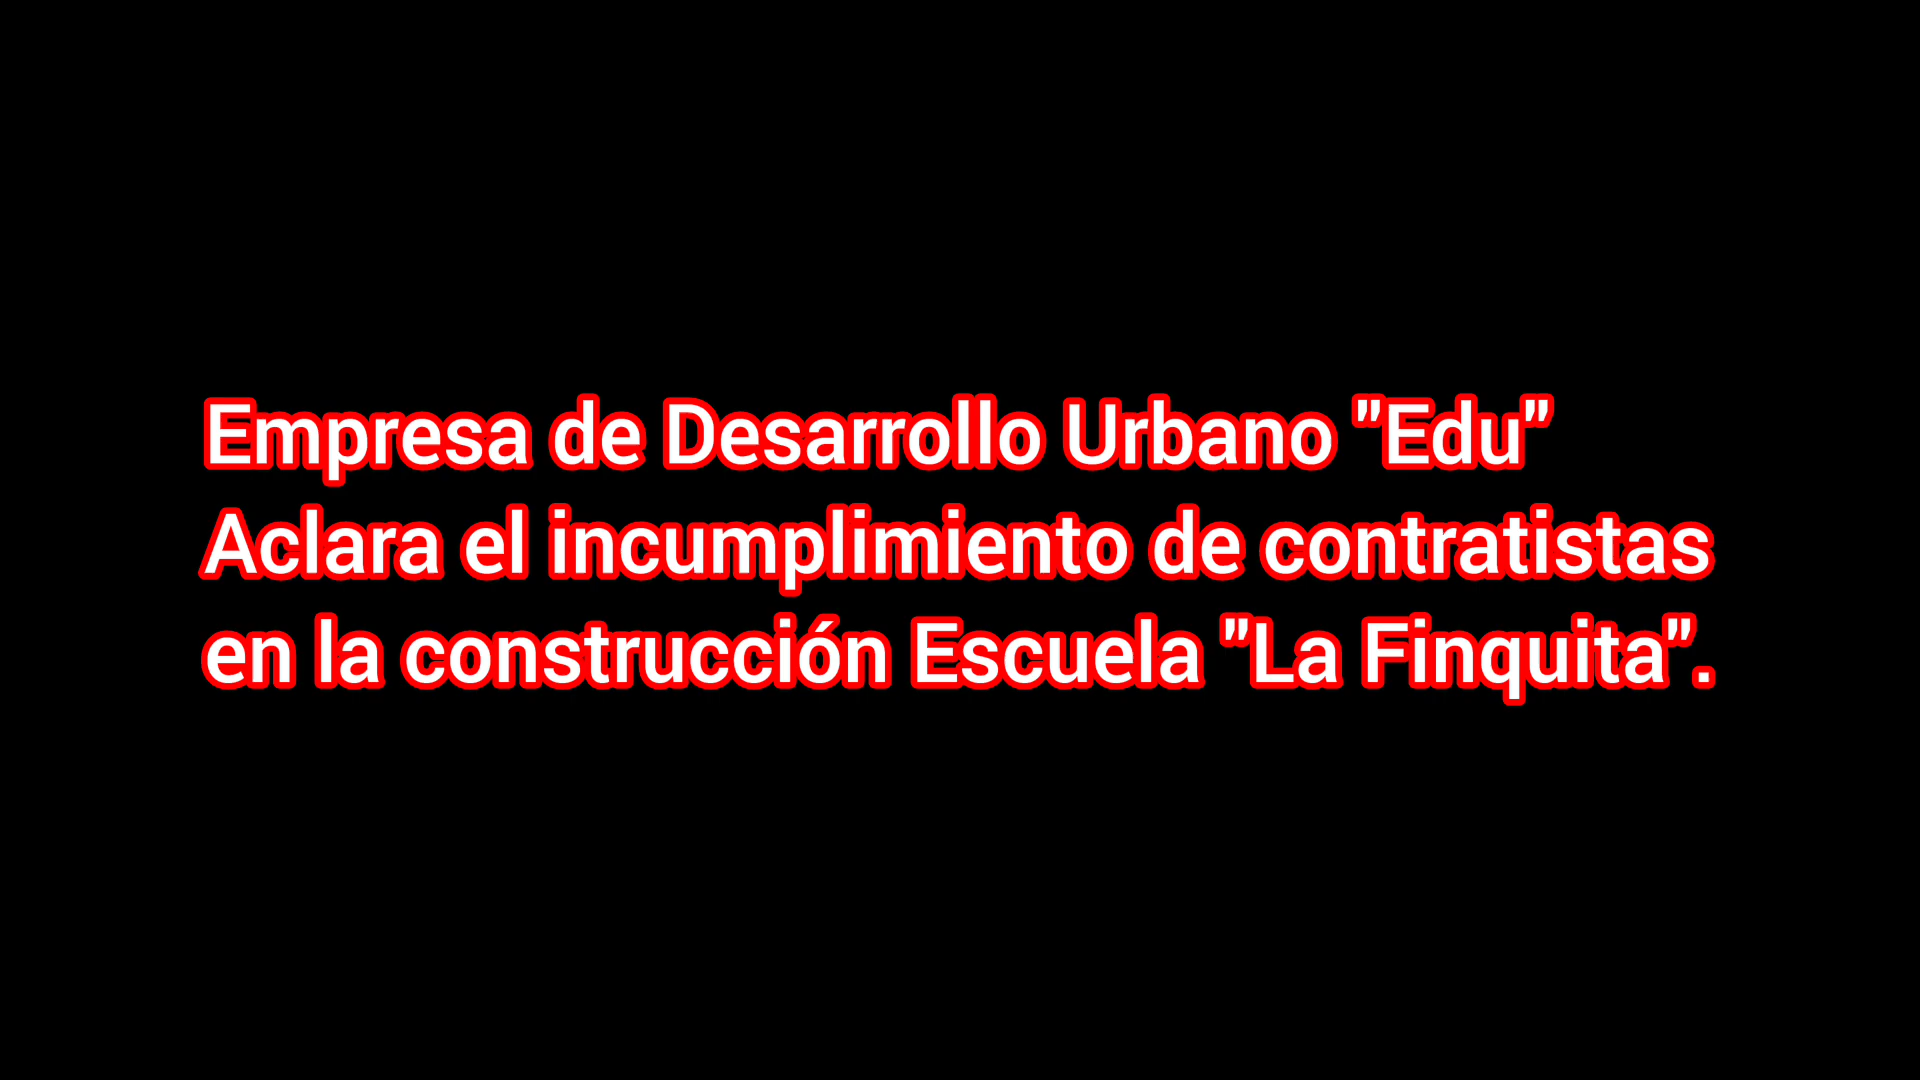 Empresa de Desarrollo Urbano "Edu"
Aclara el incumplimiento de contratistas
en la construcción Escuela "La Finquita".